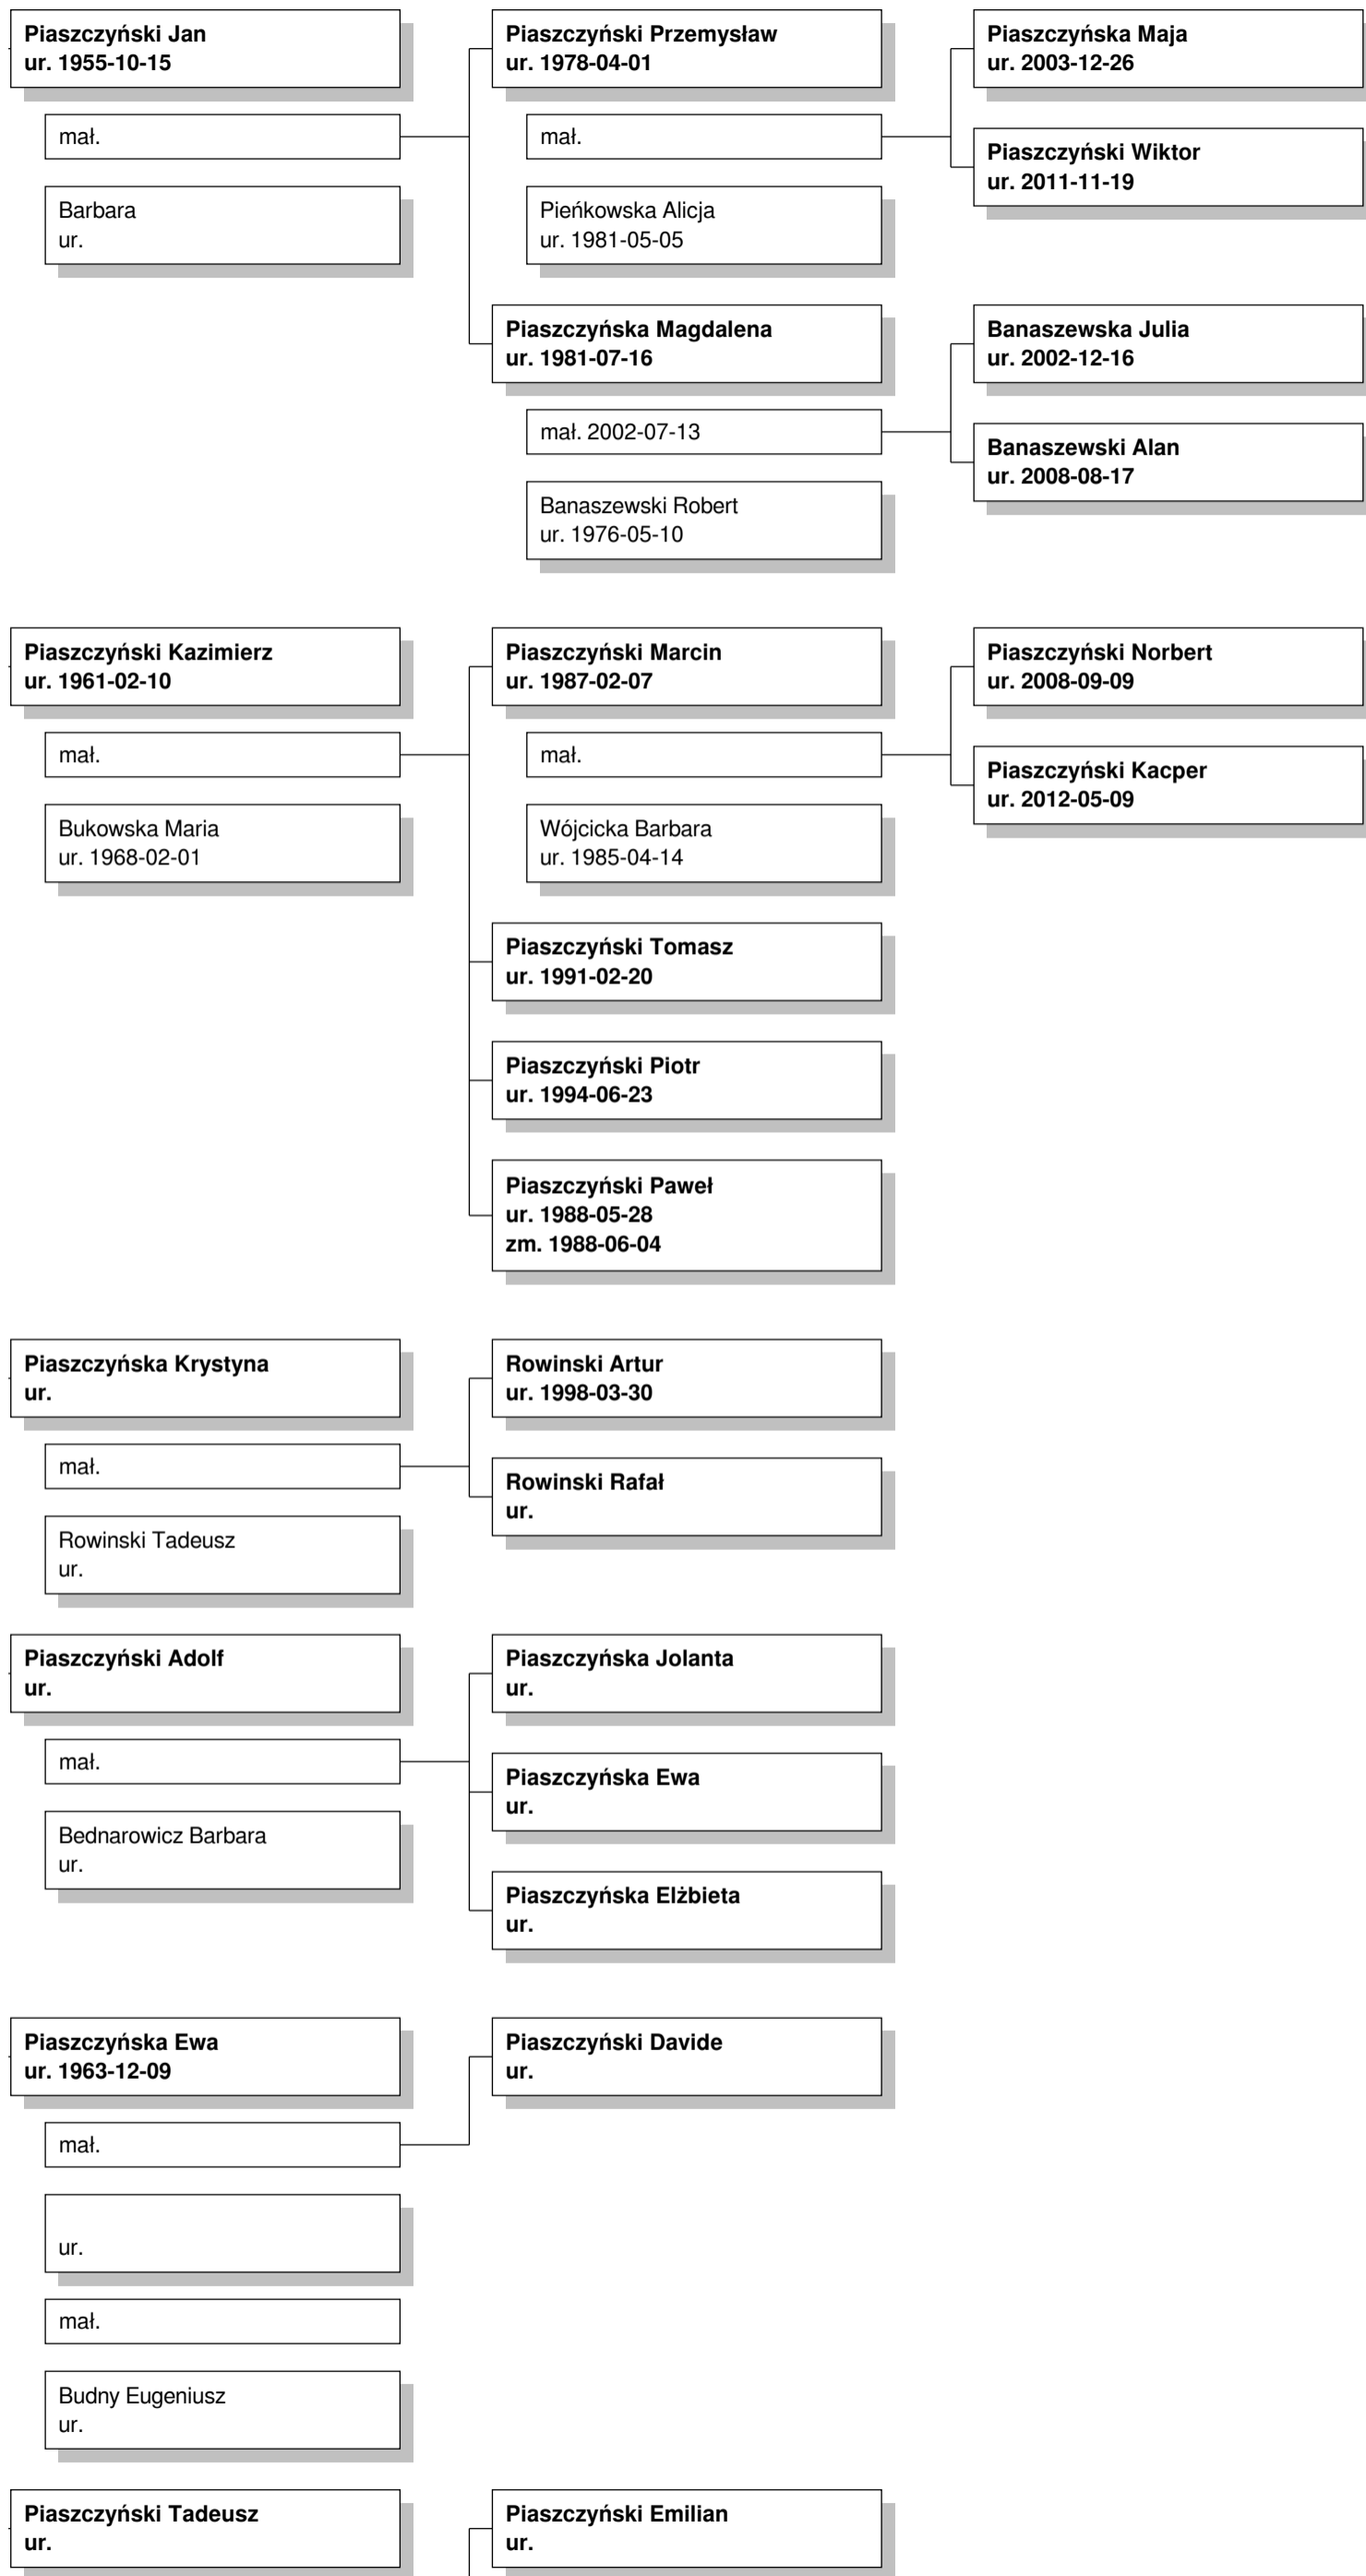 Piaszczyński Jan
ur. 1955-10-15
mał.
Barbara
ur.
Piaszczyński Przemysław
ur. 1978-04-01
mał.
Pieńkowska Alicja
ur. 1981-05-05
Piaszczyńska Maja
ur. 2003-12-26
Piaszczyński Wiktor
ur. 2011-11-19
Piaszczyńska Magdalena
ur. 1981-07-16
mał. 2002-07-13
Banaszewski Robert
ur. 1976-05-10
Banaszewska Julia
ur. 2002-12-16
Banaszewski Alan
ur. 2008-08-17
Piaszczyński Kazimierz
ur. 1961-02-10
mał.
Bukowska Maria
ur. 1968-02-01
Piaszczyński Marcin
ur. 1987-02-07
mał.
Wójcicka Barbara
ur. 1985-04-14
Piaszczyński Norbert
ur. 2008-09-09
Piaszczyński Kacper
ur. 2012-05-09
Piaszczyński Tomasz
ur. 1991-02-20
Piaszczyński Piotr
ur. 1994-06-23
Piaszczyński Paweł
ur. 1988-05-28
zm. 1988-06-04
Piaszczyńska Krystyna
ur.
mał.
Rowinski Tadeusz
ur.
Rowinski Artur
ur. 1998-03-30
Rowinski Rafał
ur.
Piaszczyński Adolf
ur.
mał.
Bednarowicz Barbara
ur.
Piaszczyńska Jolanta
ur.
Piaszczyńska Ewa
ur.
Piaszczyńska Elżbieta
ur.
Piaszczyńska Ewa
ur. 1963-12-09
mał.
ur.
mał.
Budny Eugeniusz
ur.
Piaszczyński Davide
ur.
Piaszczyński Tadeusz
ur.
Piaszczyński Emilian
ur.